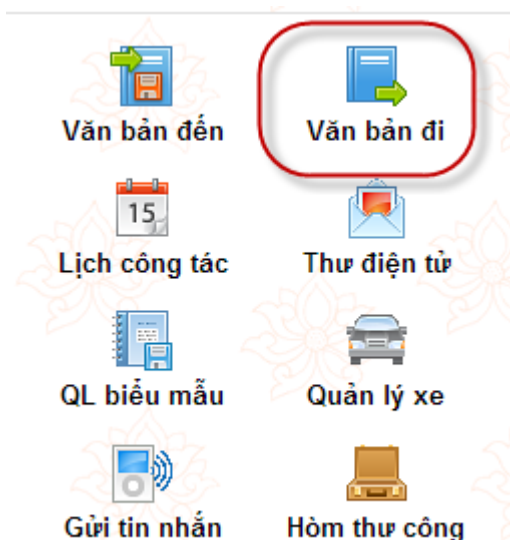 Văn bản đến
Văn bản đi
15
Lịch công tác
Thư điện tử
QL biểu mẫu
Quản lý xe
Gửi tin nhắn
Hòm thư công